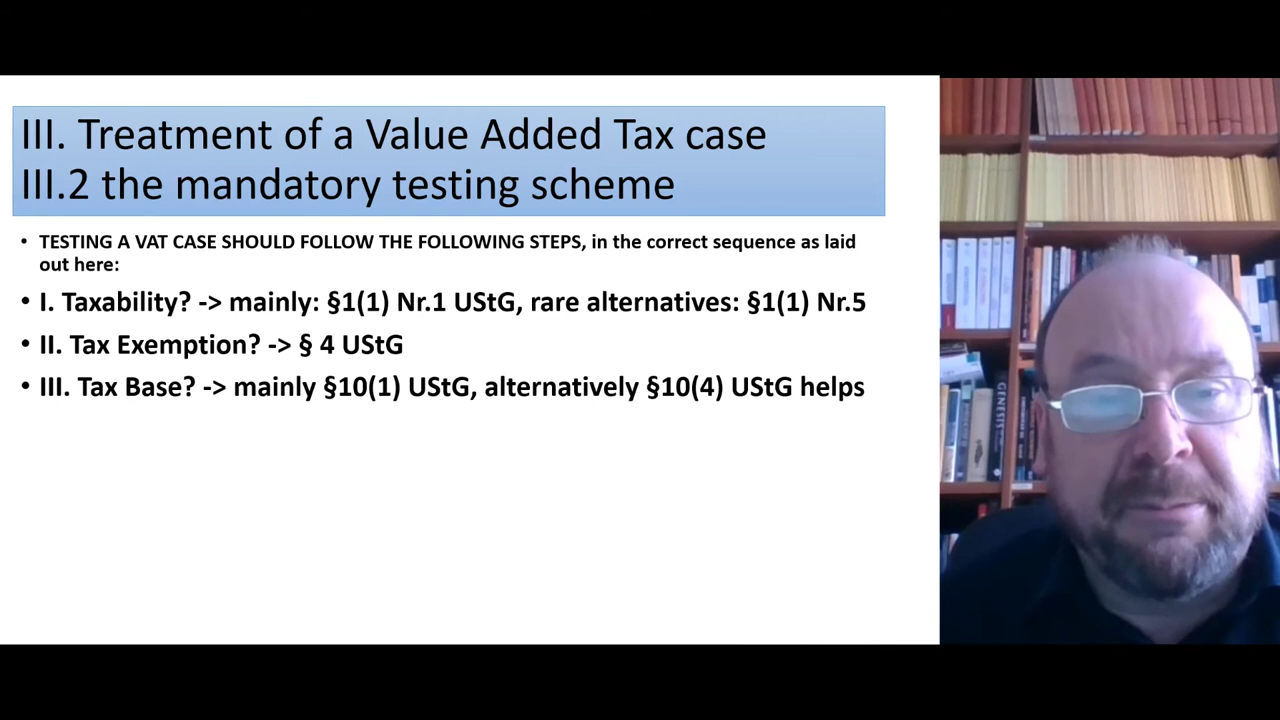 III. Treatment of a Value Added Tax case
III.2 the mandatory testing scheme
• TESTING A VAT CASE SHOULD FOLLOW THE FOLLOWING STEPS, in the correct sequence as laid
out here:
• I. Taxability? -> mainly: §1(1) Nr.1 UStG, rare alternatives: §1(1) Nr.5
• II. Tax Exemption? -> § 4 UStG
• III. Tax Base? -> mainly §10(1) UStG, alternatively §10(4) UStG helps
GENESIS